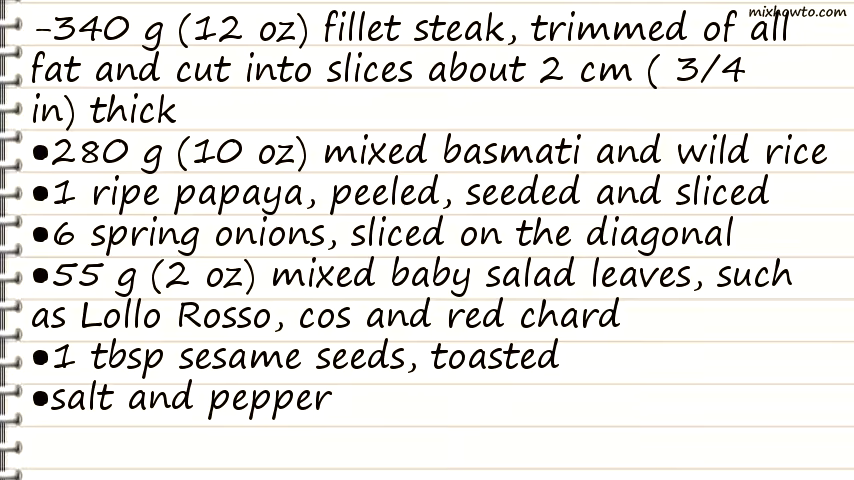 mixhowto.com
-340 g (12 oz) fillet steak, trimmed of all
fat and cut into slices about 2 cm ( 3/4
in) thick
•280 g (10 oz) mixed basmati and wild rice
•1 ripe papaya, peeled, seeded and sliced
•6 spring onions, sliced on the diagonal
•55 g (2 oz) mixed baby salad leaves, such
as Lollo Rosso, cos and red chard
•1 tbsp sesame seeds, toasted
•salt and pepper